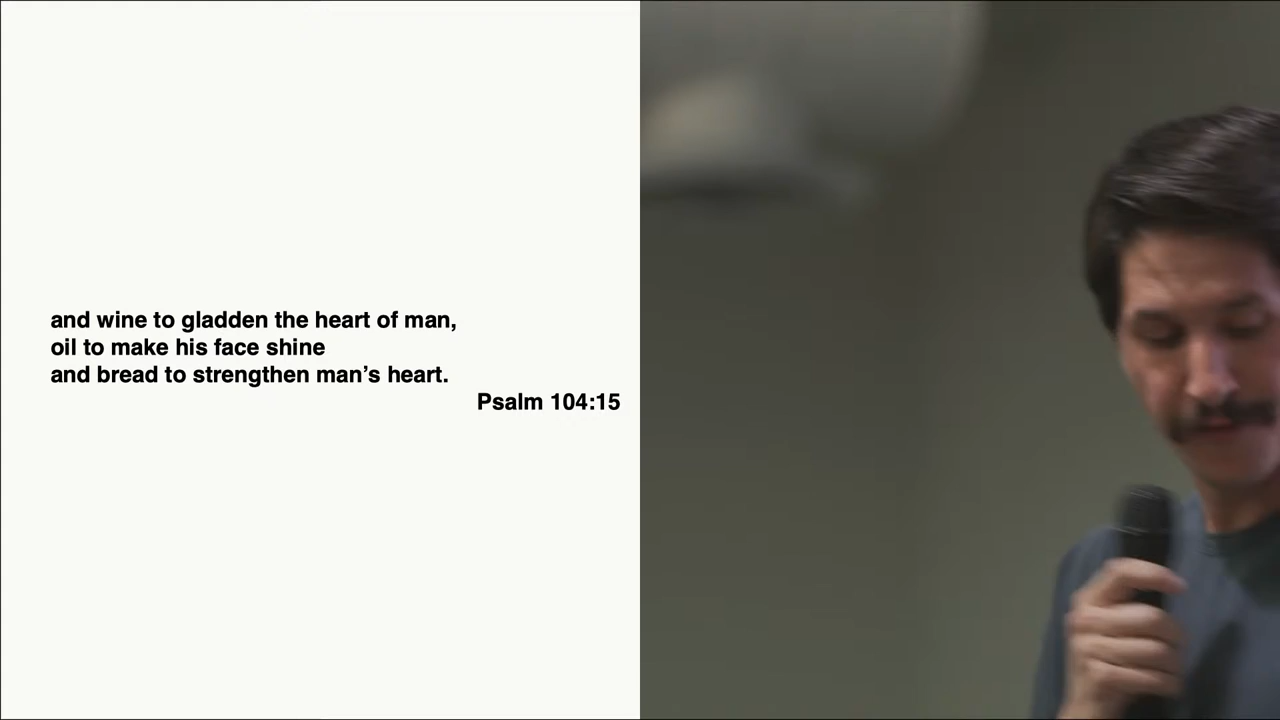 and wine to gladden the heart of man,
oil to make his face shine
and bread to strengthen man’s heart.
Psalm 104:15